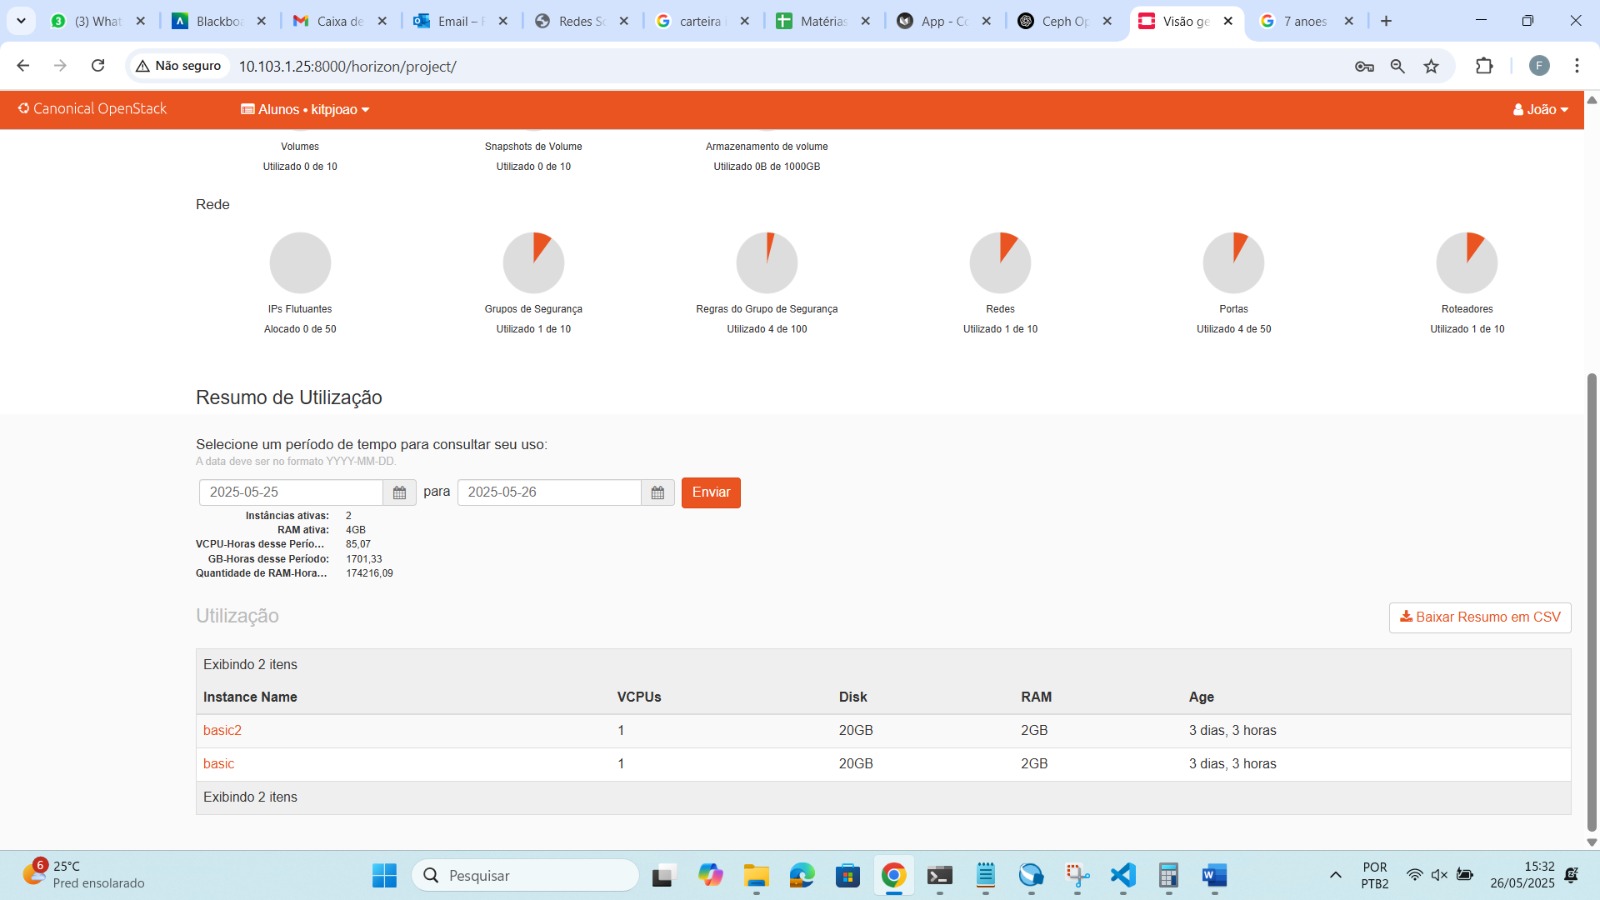 (3) What
Blackboa
Caixa de
Email –
Redes So
carteira
Matérias
App - Co
Ceph Op
Visão ge
7 anoes
Não seguro
10.103.1.25:8000/horizon/project/
F
Canonical OpenStack
Alunos • kitpjoao
João
Volumes
Snapshots de Volume
Armazenamento de volume
Utilizado 0 de 10
Utilizado 0 de 10
Utilizado 0B de 1000GB
Rede
IPs Flutuantes
Grupos de Segurança
Regras do Grupo de Segurança
Redes
Portas
Roteadores
Alocado 0 de 50
Utilizado 1 de 10
Utilizado 4 de 100
Utilizado 1 de 10
Utilizado 4 de 50
Utilizado 1 de 10
Resumo de Utilização
Selecione um período de tempo para consultar seu uso:
A data deve ser no formato YYYY-MM-DD.
2025-05-25 para 2025-05-26 Enviar
Instâncias ativas: 2
RAM ativa: 4GB
VCPU-Horas desse Perío... 85,07
GB-Horas desse Período: 1701,33
Quantidade de RAM-Hora... 174216,09
Utilização
Baixar Resumo em CSV
Exibindo 2 itens
Instance Name VCPUs Disk RAM Age
basic2 1 20GB 2GB 3 dias, 3 horas
basic 1 20GB 2GB 3 dias, 3 horas
Exibindo 2 itens
6
25°C
Pred ensolarado
Pesquisar
POR
PTB2
15:32
26/05/2025